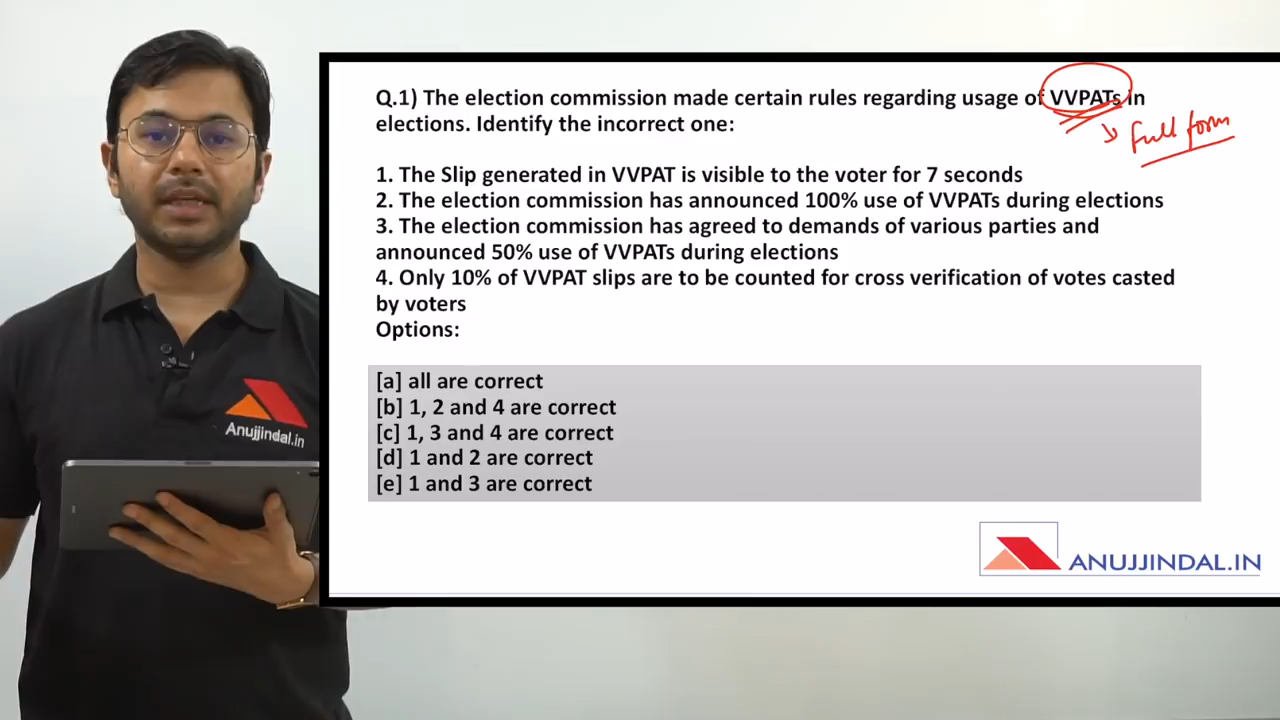 Q.1) The election commission made certain rules regarding usage of VVPATs in
elections. Identify the incorrect one:
Full form
1. The Slip generated in VVPAT is visible to the voter for 7 seconds
2. The election commission has announced 100% use of VVPATs during elections
3. The election commission has agreed to demands of various parties and
announced 50% use of VVPATs during elections
4. Only 10% of VVPAT slips are to be counted for cross verification of votes casted
by voters
Options:
[a] all are correct
[b] 1, 2 and 4 are correct
[c] 1, 3 and 4 are correct
[d] 1 and 2 are correct
[e] 1 and 3 are correct
Anujjindal.in
ANUJJINDAL.IN